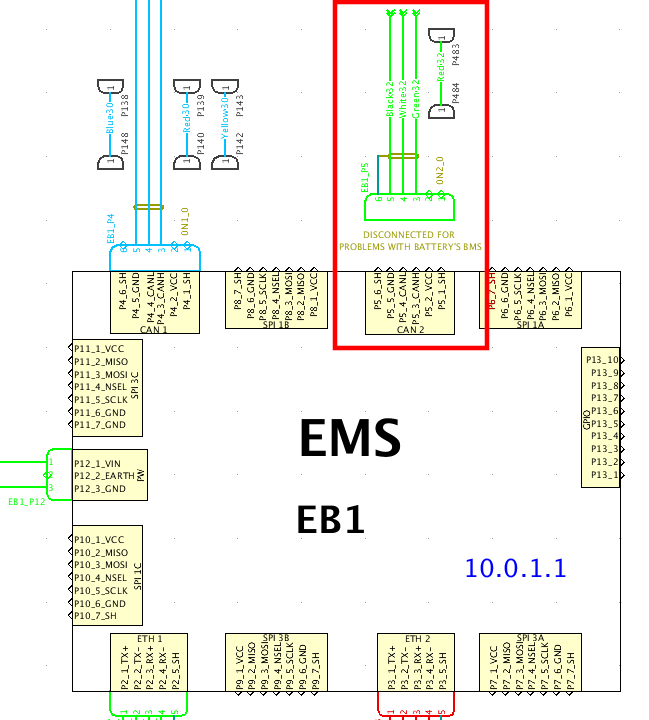 P138
Blue30
P148
P139
Red30
P140
P143
Yellow30
P142
EB1_P4
6
5
4
3
2
1
0N1_0
Black32
White32
Green32
Red32
P483
P484
EB1_P5
6
5
4
3
2
1
0N2_0
DISCONNECTED FOR
PROBLEMS WITH BATTERY'S BMS
P4_6_SH
P4_5_GND
P4_4_CANL
P4_3_CANH
P4_2_VCC
P4_1_SH
CAN 1
P8_7_SH
P8_6_GND
P8_5_SCLK
P8_4_NSEL
P8_3_MOSI
P8_2_MISO
P8_1_VCC
SPI 1B
P5_6_SH
P5_5_GND
P5_4_CANL
P5_3_CANH
P5_2_VCC
P5_1_SH
CAN 2
P6_7_SH
P6_6_GND
P6_5_SCLK
P6_4_NSEL
P6_3_MOSI
P6_2_MISO
P6_1_VCC
SPI 1A
P11_1_VCC
P11_2_MISO
P11_3_MOSI
P11_4_NSEL
P11_5_SCLK
P11_6_GND
P11_7_GND
SPI 3C
P13_10
P13_9
P13_8
P13_7
P13_6
P13_5
P13_4
P13_3
P13_2
P13_1
GPIO
EMS
1
2
3
EB1_P12
P12_1_VIN
P12_2_EARTH
P12_3_GND
PW
EB1
10.0.1.1
P10_1_VCC
P10_2_MISO
P10_3_MOSI
P10_4_NSEL
P10_5_SCLK
P10_6_GND
P10_7_SH
SPI 1C
ETH 1
P2_1_TX+
P2_2_TX-
P2_3_RX+
P2_4_RX-
P2_5_SH
SPI 3B
P9_1_VCC
P9_2_MISO
P9_3_MOSI
P9_4_NSEL
P9_5_SCLK
P9_6_GND
P9_7_SH
ETH 2
P3_1_TX+
P3_2_TX-
P3_3_RX+
P3_4_RX-
P3_5_SH
SPI 3A
P7_1_VCC
P7_2_MISO
P7_3_MOSI
P7_4_NSEL
P7_5_SCLK
P7_6_GND
P7_7_SH
1
2
3
4
5
1
2
3
4
5